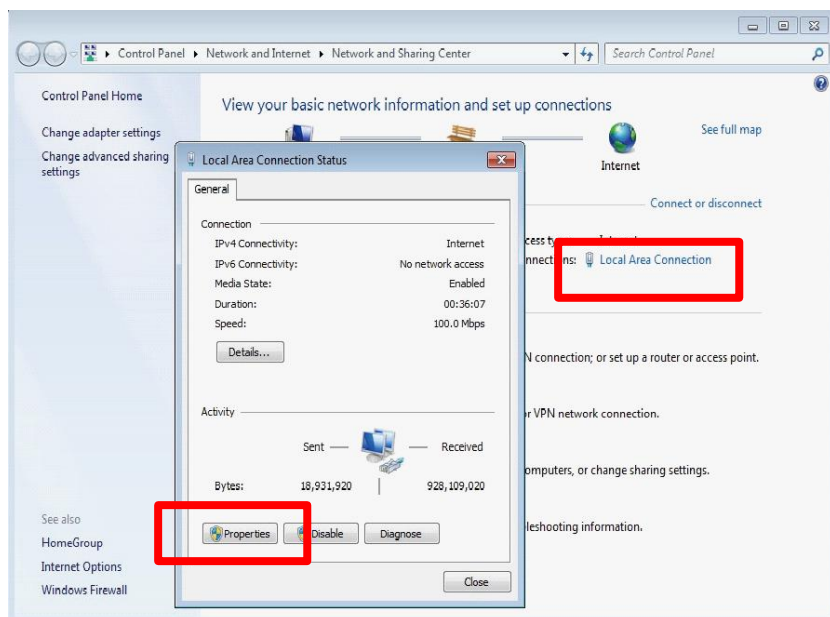 Control Panel ▸ Network and Internet ▸ Network and Sharing Center
Search Control Panel
Control Panel Home
Change adapter settings
Change advanced sharing
settings
View your basic network information and set up connections
See full map
Internet
Connect or disconnect
Local Area Connection
N connection; or set up a router or access point.
or VPN network connection.
omputers, or change sharing settings.
leshooting information.
Local Area Connection Status
General
Connection
IPv4 Connectivity: Internet
IPv6 Connectivity: No network access
Media State: Enabled
Duration: 00:36:07
Speed: 100.0 Mbps
Details...
Activity
Sent — Received
Bytes: 18,931,920 | 928,109,020
Properties Disable Diagnose
Close
See also
HomeGroup
Internet Options
Windows Firewall